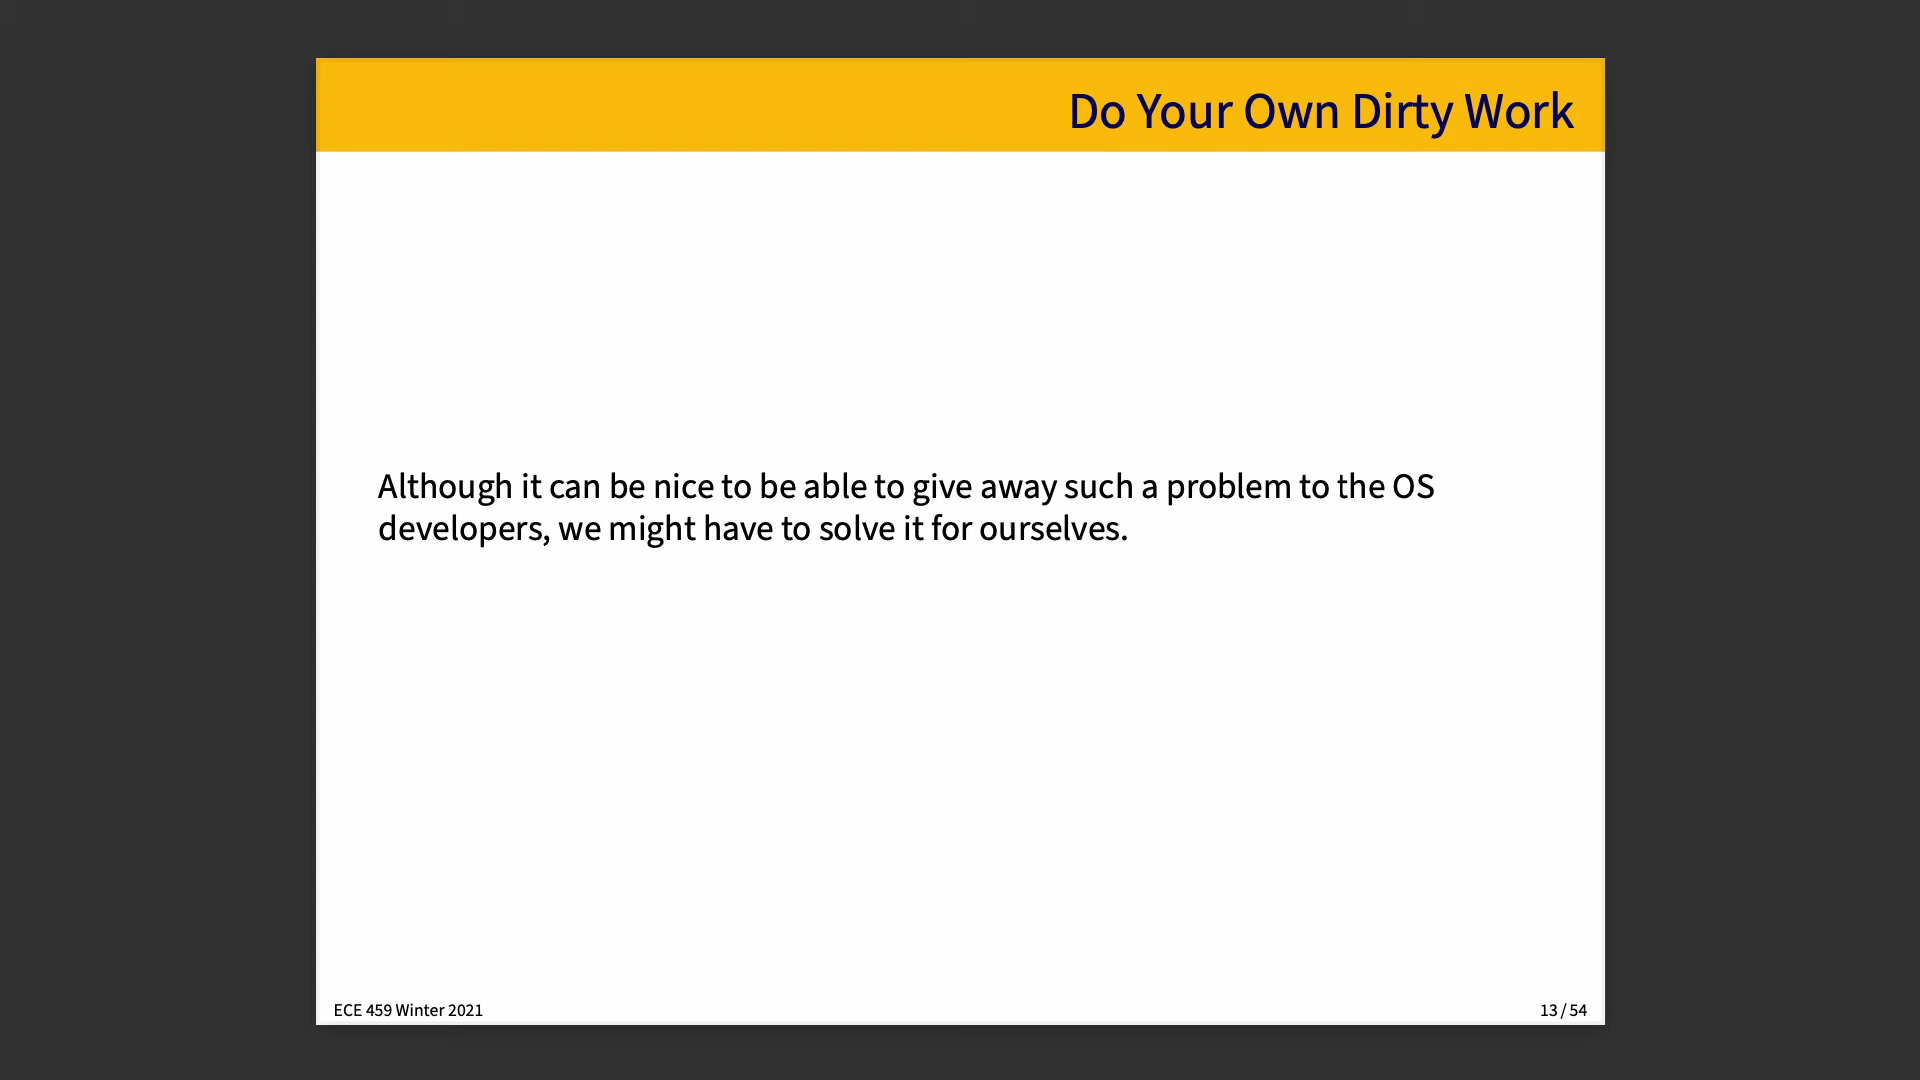 Do Your Own Dirty Work
Although it can be nice to be able to give away such a problem to the OS
developers, we might have to solve it for ourselves.
ECE 459 Winter 2021
13 / 54